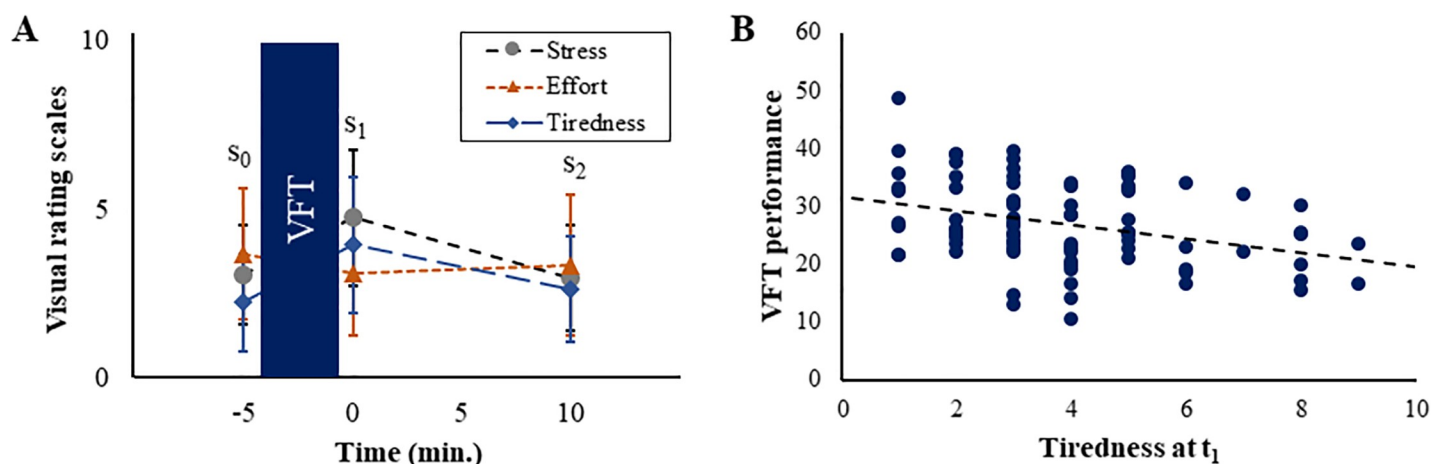 A
Visual rating scales
10
5
0
s0
VFT
s1
s2
Stress
Effort
Tiredness
-5 0 5 10
Time (min.)
B
VFT performance
60
50
40
30
20
10
0
0 2 4 6 8 10
Tiredness at t1